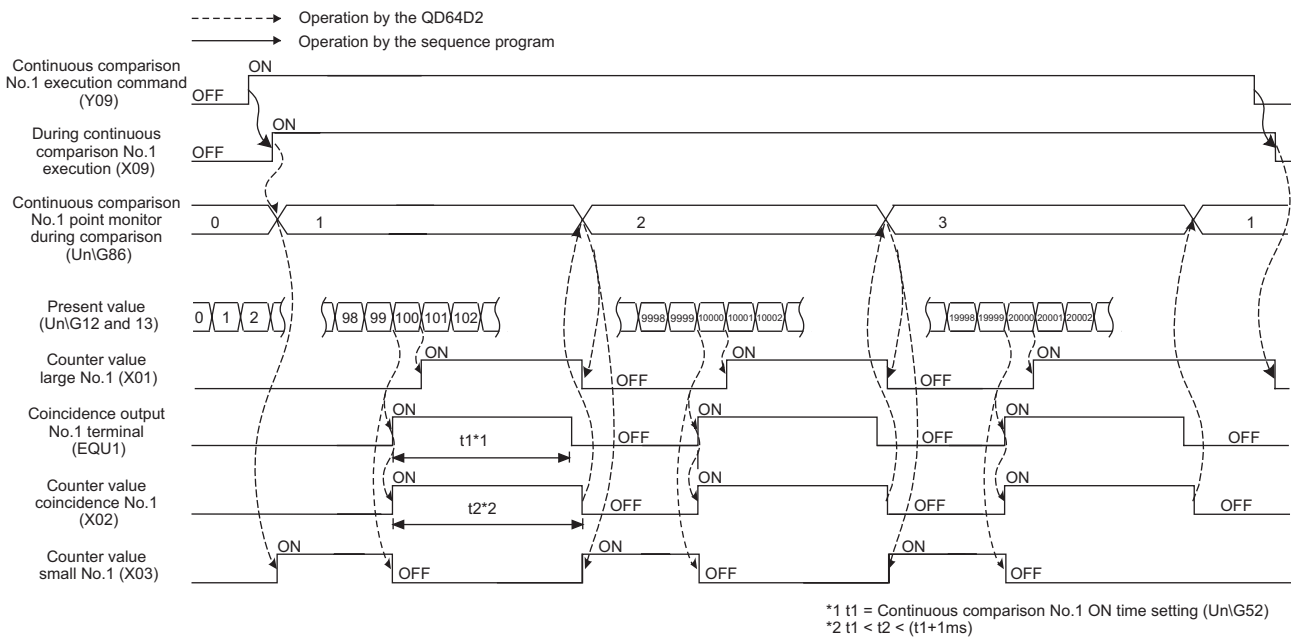 Operation by the QD64D2
Operation by the sequence program
Continuous comparison
No.1 execution command
(Y09)
OFF
ON
During continuous
comparison No.1
execution (X09)
OFF
ON
Continuous comparison
No.1 point monitor
during comparison
(Un\G86)
0
1
2
3
1
Present value
(Un\G12 and 13)
0 1 2
98 99 100 101 102
9998 9999 10000 10001 10002
19998 19999 20000 20001 20002
Counter value
large No.1 (X01)
ON
OFF
ON
OFF
ON
Coincidence output
No.1 terminal
(EQU1)
ON
t1*1
OFF
ON
OFF
ON
OFF
Counter value
coincidence No.1
(X02)
ON
t2*2
OFF
ON
OFF
ON
OFF
Counter value
small No.1 (X03)
ON
OFF
ON
OFF
ON
OFF
*1 t1 = Continuous comparison No.1 ON time setting (Un\G52)
*2 t1 < t2 < (t1+1ms)